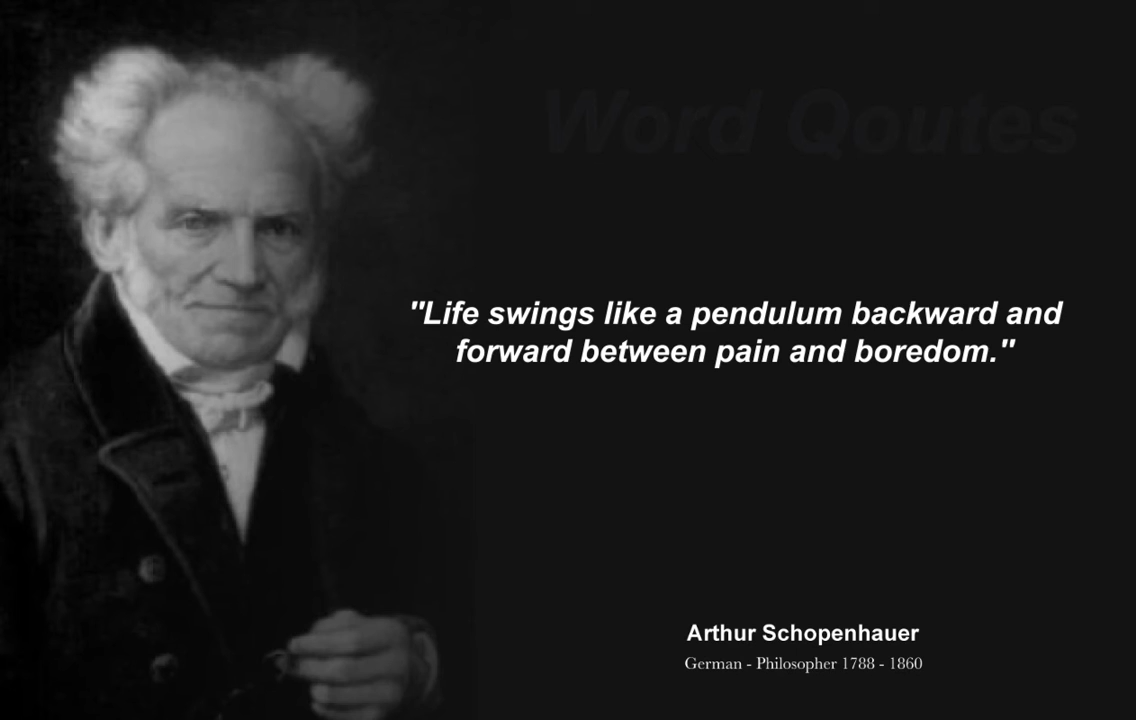 Word Qoutes
"Life swings like a pendulum backward and
forward between pain and boredom."
Arthur Schopenhauer
German - Philosopher 1788 - 1860